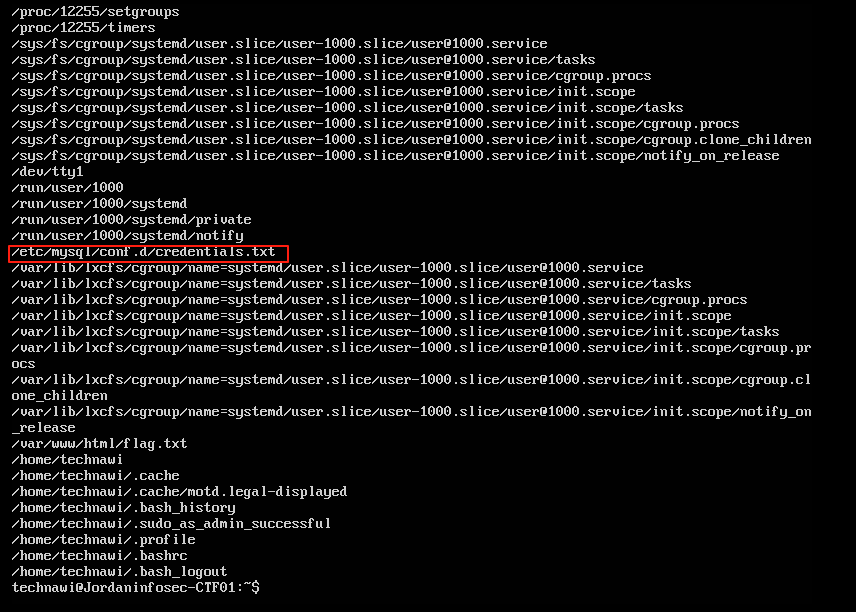 /proc/12255/setgroups
/proc/12255/timers
/sys/fs/cgroup/systemd/user.slice/user-1000.slice/user@1000.service
/sys/fs/cgroup/systemd/user.slice/user-1000.slice/user@1000.service/tasks
/sys/fs/cgroup/systemd/user.slice/user-1000.slice/user@1000.service/cgroup.procs
/sys/fs/cgroup/systemd/user.slice/user-1000.slice/user@1000.service/init.scope
/sys/fs/cgroup/systemd/user.slice/user-1000.slice/user@1000.service/init.scope/tasks
/sys/fs/cgroup/systemd/user.slice/user-1000.slice/user@1000.service/init.scope/cgroup.procs
/sys/fs/cgroup/systemd/user.slice/user-1000.slice/user@1000.service/init.scope/cgroup.clone_children
/sys/fs/cgroup/systemd/user.slice/user-1000.slice/user@1000.service/init.scope/notify_on_release
/dev/tty1
/run/user/1000
/run/user/1000/systemd
/run/user/1000/systemd/private
/run/user/1000/systemd/notify
/etc/mysql/conf.d/credentials.txt
/var/lib/lxcfs/cgroup/name=systemd/user.slice/user-1000.slice/user@1000.service
/var/lib/lxcfs/cgroup/name=systemd/user.slice/user-1000.slice/user@1000.service/tasks
/var/lib/lxcfs/cgroup/name=systemd/user.slice/user-1000.slice/user@1000.service/cgroup.procs
/var/lib/lxcfs/cgroup/name=systemd/user.slice/user-1000.slice/user@1000.service/init.scope
/var/lib/lxcfs/cgroup/name=systemd/user.slice/user-1000.slice/user@1000.service/init.scope/tasks
/var/lib/lxcfs/cgroup/name=systemd/user.slice/user-1000.slice/user@1000.service/init.scope/cgroup.pr
ocs
/var/lib/lxcfs/cgroup/name=systemd/user.slice/user-1000.slice/user@1000.service/init.scope/cgroup.cl
one_children
/var/lib/lxcfs/cgroup/name=systemd/user.slice/user-1000.slice/user@1000.service/init.scope/notify_on
_release
/var/www/html/flag.txt
/home/technawi
/home/technawi/.cache
/home/technawi/.cache/motd.legal-displayed
/home/technawi/.bash_history
/home/technawi/.sudo_as_admin_successful
/home/technawi/.profile
/home/technawi/.bashrc
/home/technawi/.bash_logout
technawi@Jordaninfosec-CTF01:~$